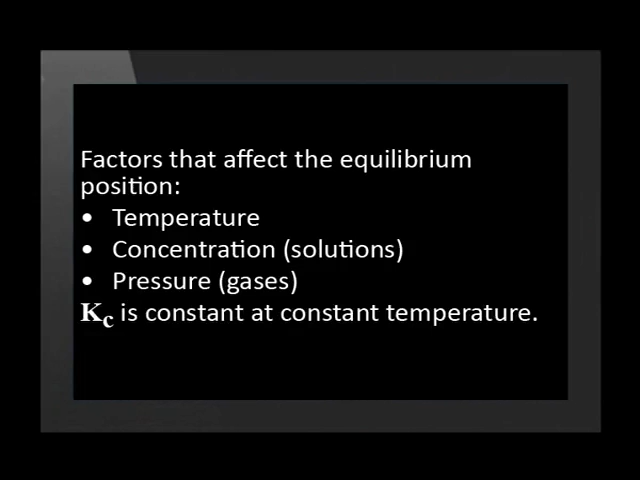 Factors that affect the equilibrium
position:
• Temperature
• Concentration (solutions)
• Pressure (gases)
Kc is constant at constant temperature.